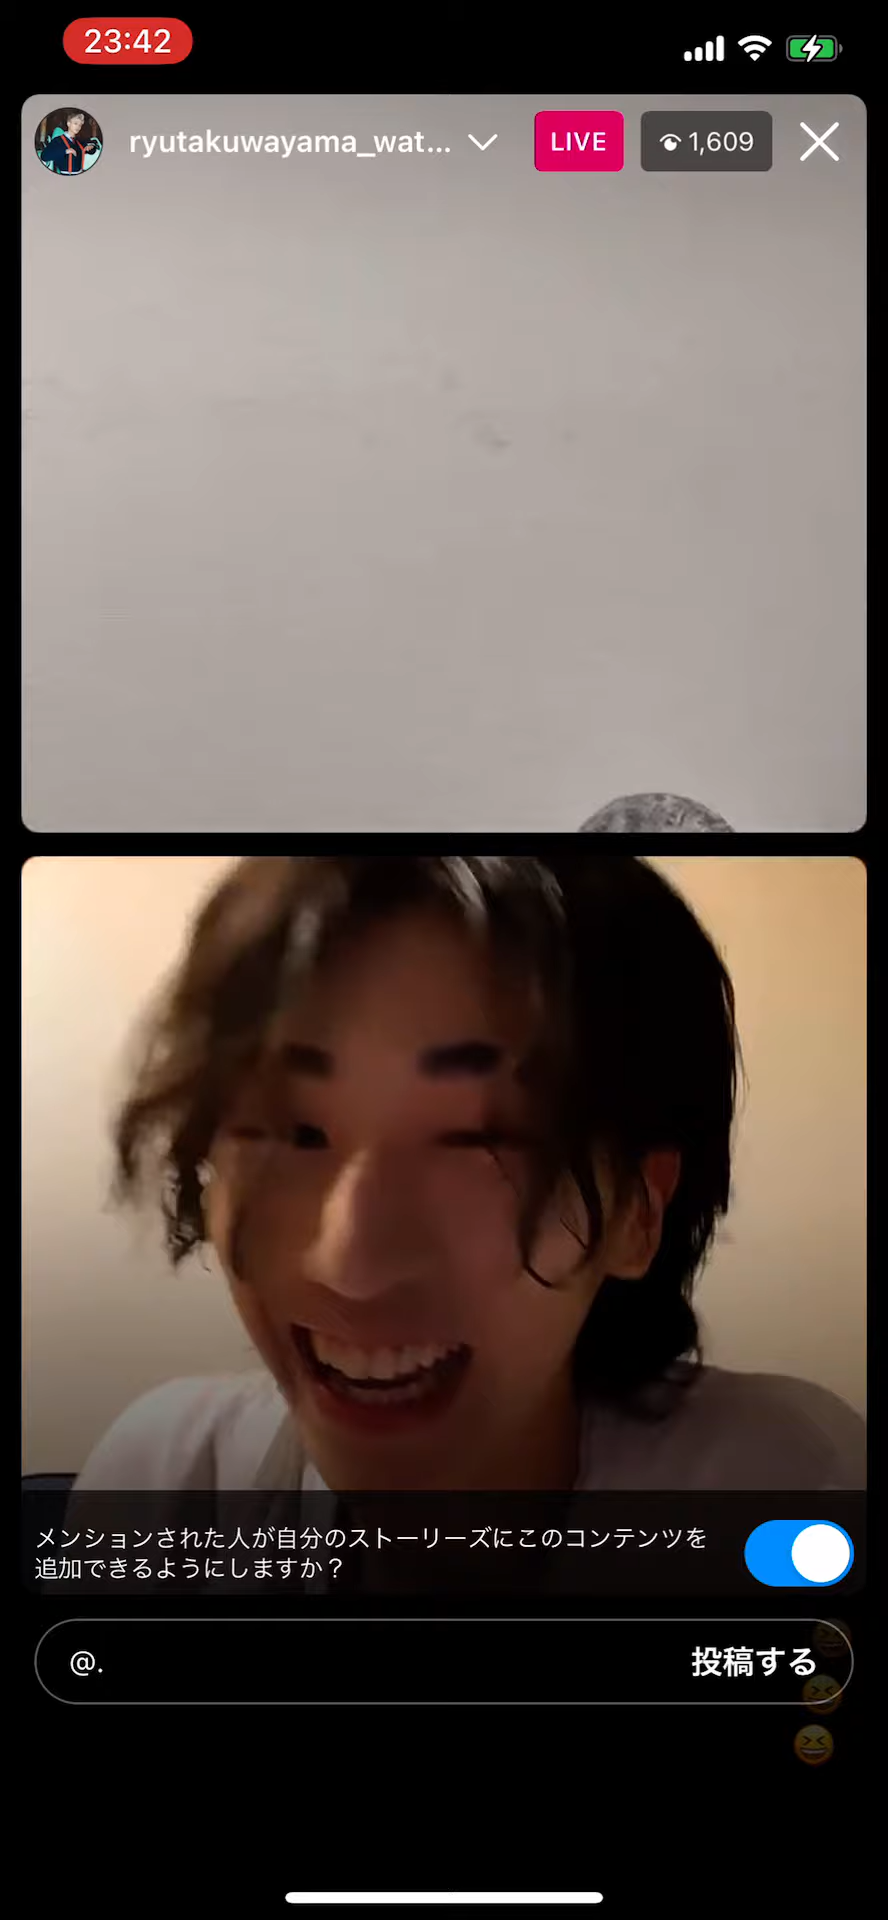 23:42
ryutakuwayama_wat...
LIVE
1,609
メンションされた人が自分のストーリーズにこのコンテンツを
追加できるようにしますか？
@.
投稿する